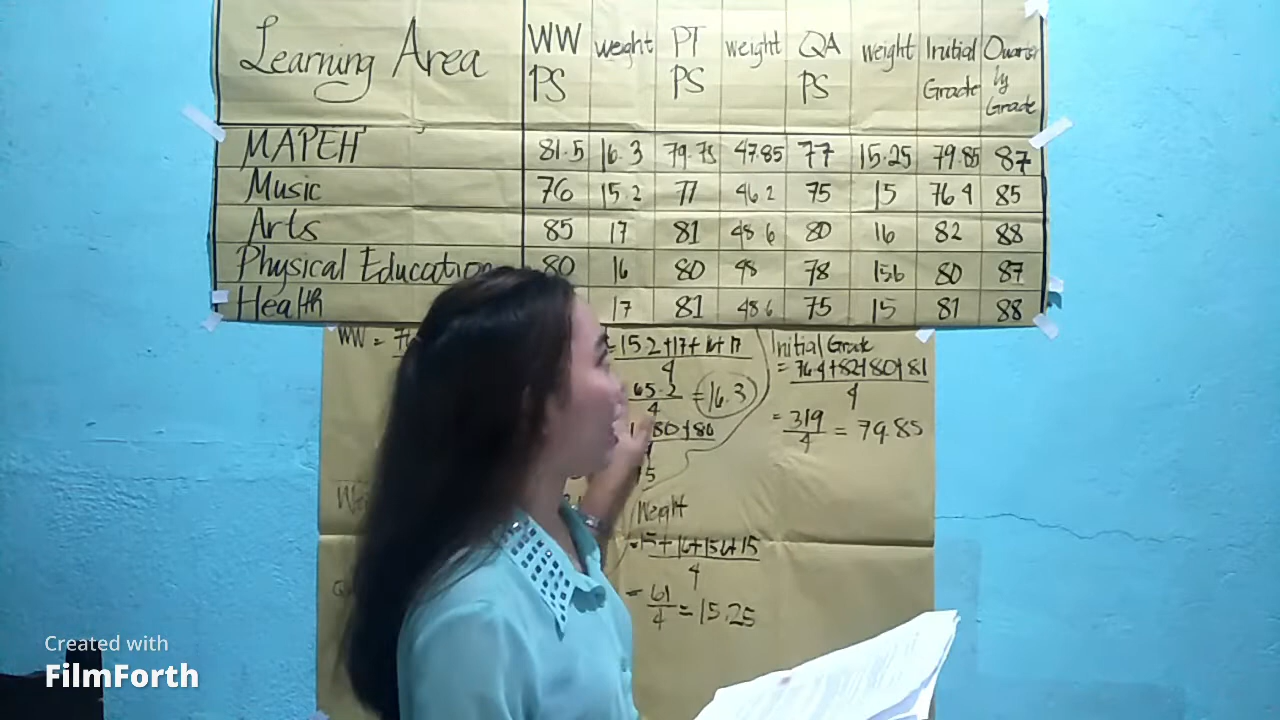 Learning Area WW PS weight PT PS weight QA PS weight Initial Grade Quarter ly Grade
MAPEH 81.5 16.3 79.75 47.85 77 15.25 79.85 87
Music 76 15.2 77 46.2 75 15 76.4 85
Arts 85 17 81 48.6 80 16 82 88
Physical Education 80 16 80 48 78 15.6 80 87
Health 17 81 48.6 75 15 81 88
WW =
= 15.2+17+16+17
4
65.2
4
= 16.3
80+80
Initial Grade
= 76.4+82+80+81
4
= 319
4
= 79.85
Weight
= 15+16+15.6+15
4
= 61
4
= 15.25
Created with
FilmForth